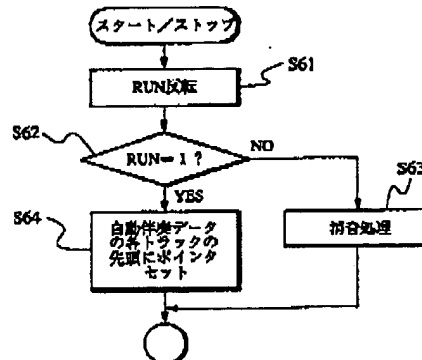 スタート／ストップ
S61
RUN反転
S62
RUN＝1？
NO
YES
S63
S64
自動伴奏データ
の各トラックの
先頭にポインタ
セット
消音処理